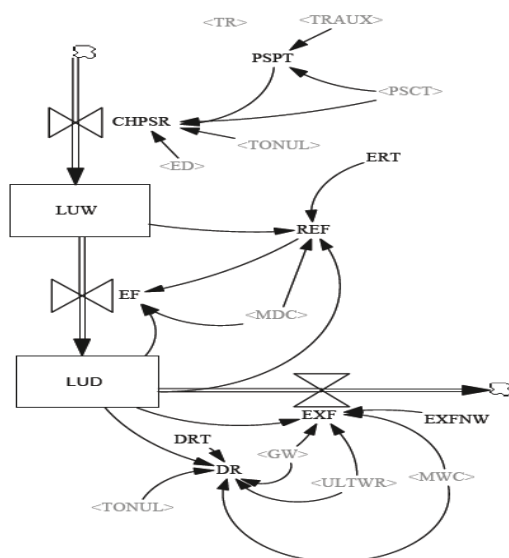 <TR>
<TRAUX>
PSPT
<PSCT>
CHPSR
<TONUL>
<ED>
ERT
LUW
REF
EF
<MDC>
LUD
EXF
EXFNW
DRT
<GW>
DR
<ULTWR>
<MWC>
<TONUL>